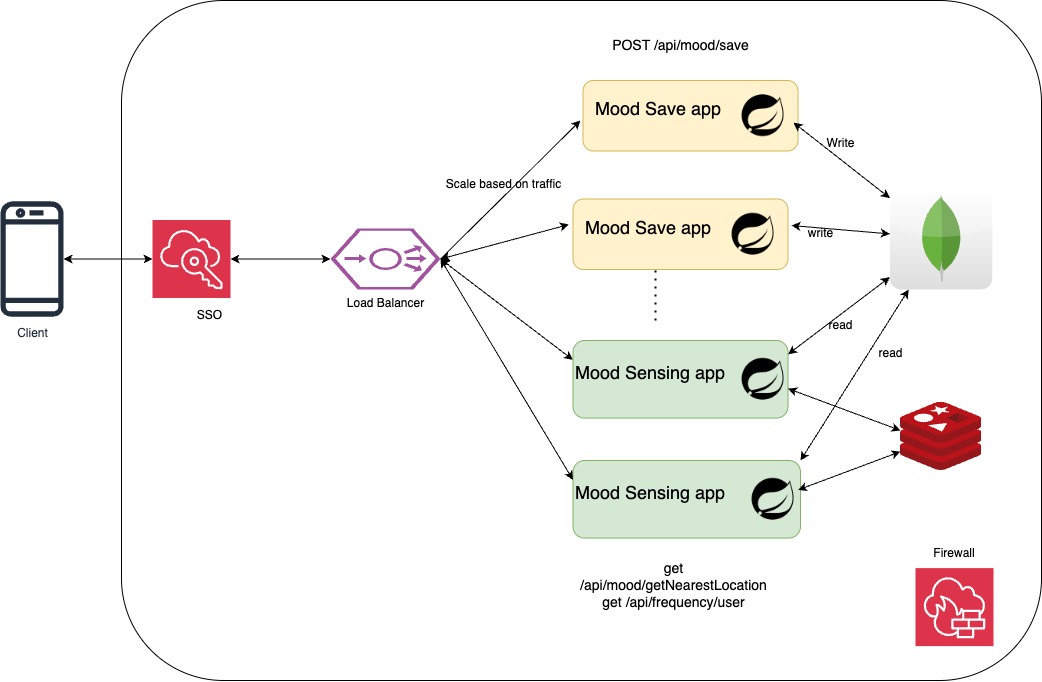 POST /api/mood/save
Mood Save app
Write
Scale based on traffic
Mood Save app
write
Client
SSO
Load Balancer
read
read
Mood Sensing app
Mood Sensing app
get
/api/mood/getNearestLocation
get /api/frequency/user
Firewall